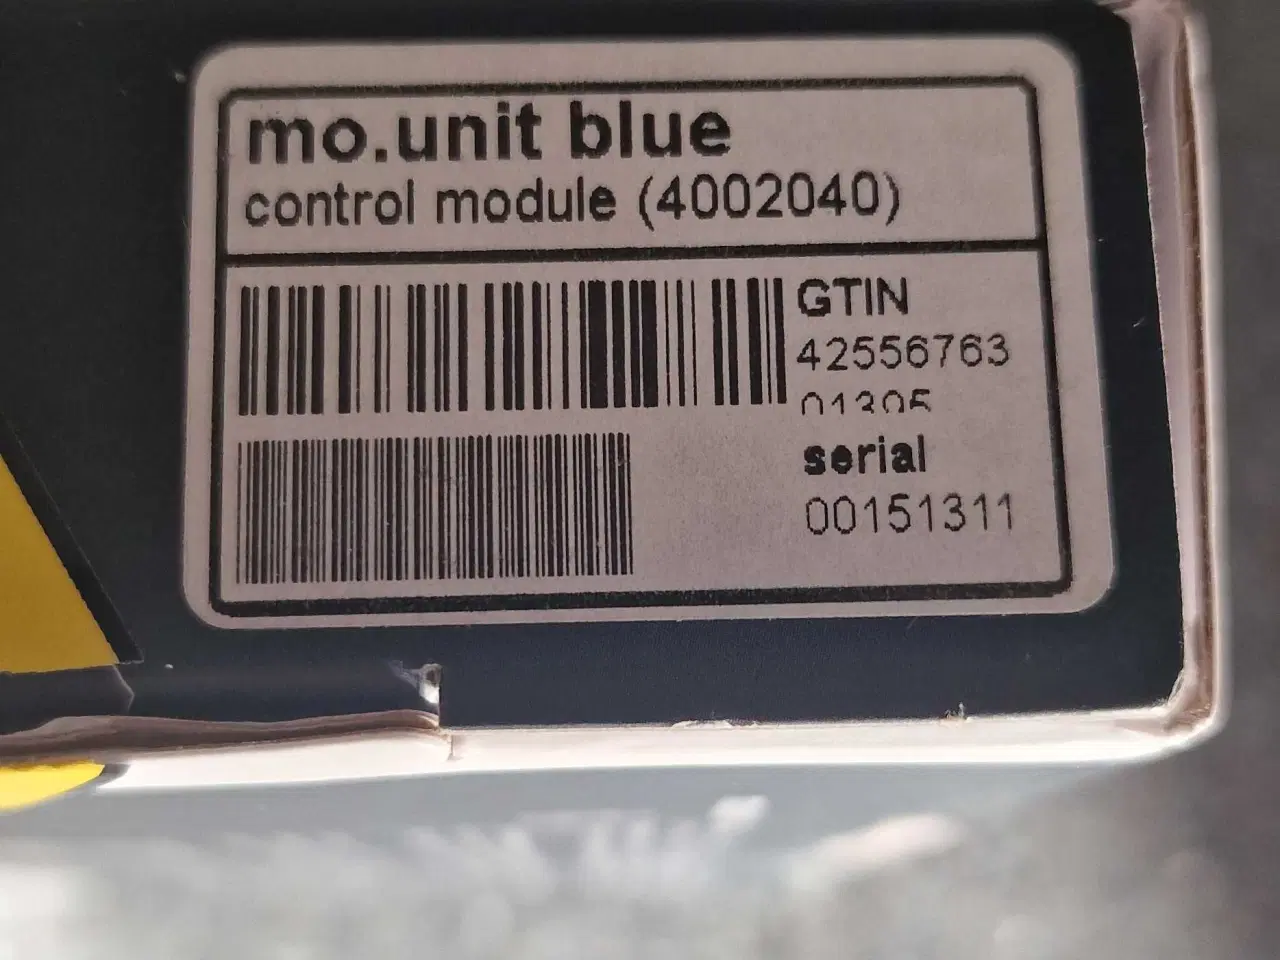 mo.unit blue
control module (4002040)
GTIN
42556763
01305
serial
00151311